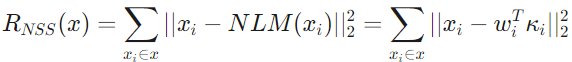 $R_{NSS}(x) = \sum_{x_i \in x} ||x_i - NLM(x_i)||_2^2 = \sum_{x_i \in x} ||x_i - w_i^T \kappa_i||_2^2$